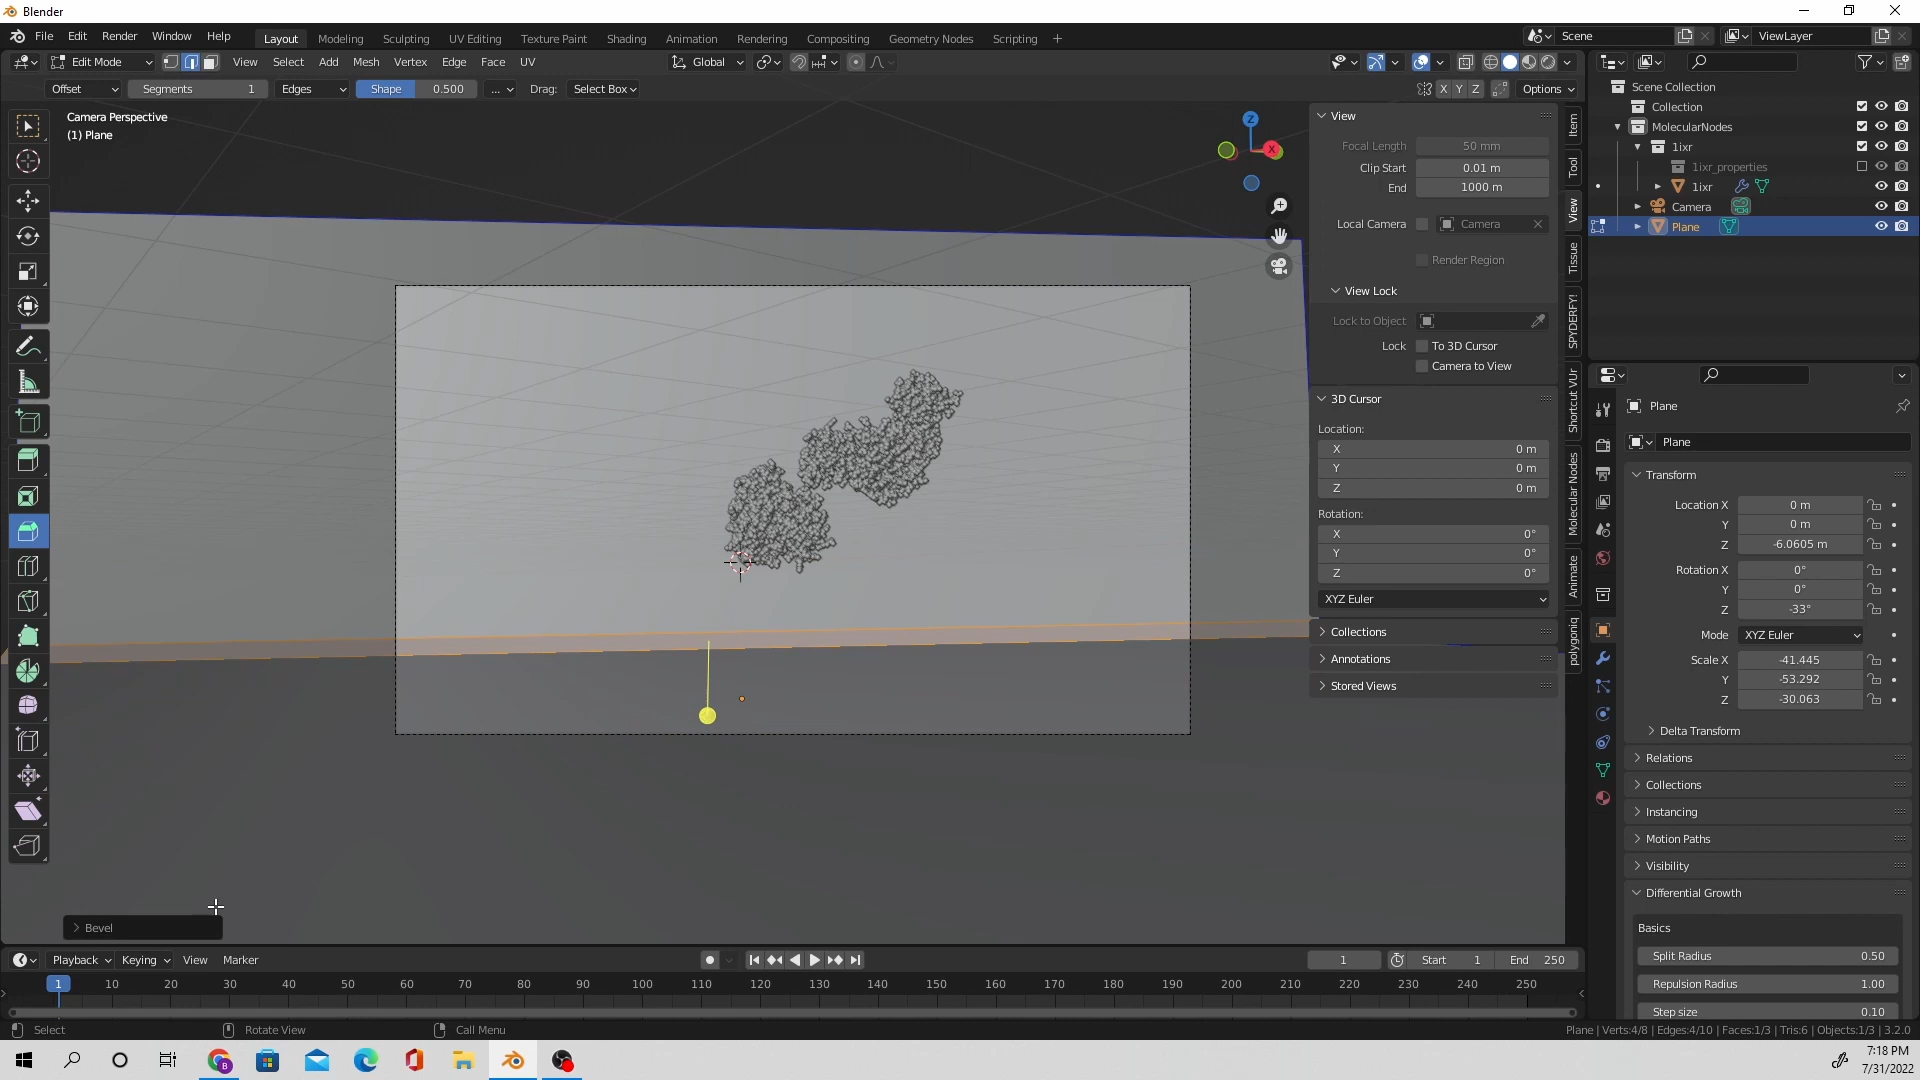 Blender
File Edit Render Window Help
Layout Modeling Sculpting UV Editing Texture Paint Shading Animation Rendering Compositing Geometry Nodes Scripting +
Scene
ViewLayer
Edit Mode View Select Add Mesh Vertex Edge Face UV
Global
Offset Segments 1 Edges Shape 0.500 ... Drag: Select Box
X Y Z Options
Camera Perspective
(1) Plane
Z
X
View
Focal Length 50 mm
Clip Start 0.01 m
End 1000 m
Local Camera Camera
Render Region
View Lock
Lock to Object
Lock To 3D Cursor
Camera to View
3D Cursor
Location:
X 0 m
Y 0 m
Z 0 m
Rotation:
X 0°
Y 0°
Z 0°
XYZ Euler
Collections
Annotations
Stored Views
Item
Tool
View
Tissue
SPYDERFY!
Shortcut VUr
Molecular Nodes
Animate
polygoniq
Scene Collection
Collection
MolecularNodes
1ixr
1ixr_properties
1ixr
Camera
Plane
Plane
Plane
Transform
Location X 0 m
Y 0 m
Z -6.0605 m
Rotation X 0°
Y 0°
Z -33°
Mode XYZ Euler
Scale X -41.445
Y -53.292
Z -30.063
Delta Transform
Relations
Collections
Instancing
Motion Paths
Visibility
Differential Growth
Basics
Split Radius 0.50
Repulsion Radius 1.00
Step size 0.10
Bevel
Playback Keying View Marker
1 Start 1 End 250
1 10 20 30 40 50 60 70 80 90 100 110 120 130 140 150 160 170 180 190 200 210 220 230 240 250
Select Rotate View Call Menu
Plane | Verts:4/8 | Edges:4/10 | Faces:1/3 | Tris:6 | Objects:1/3 | 3.2.0
7:18 PM
7/31/2022